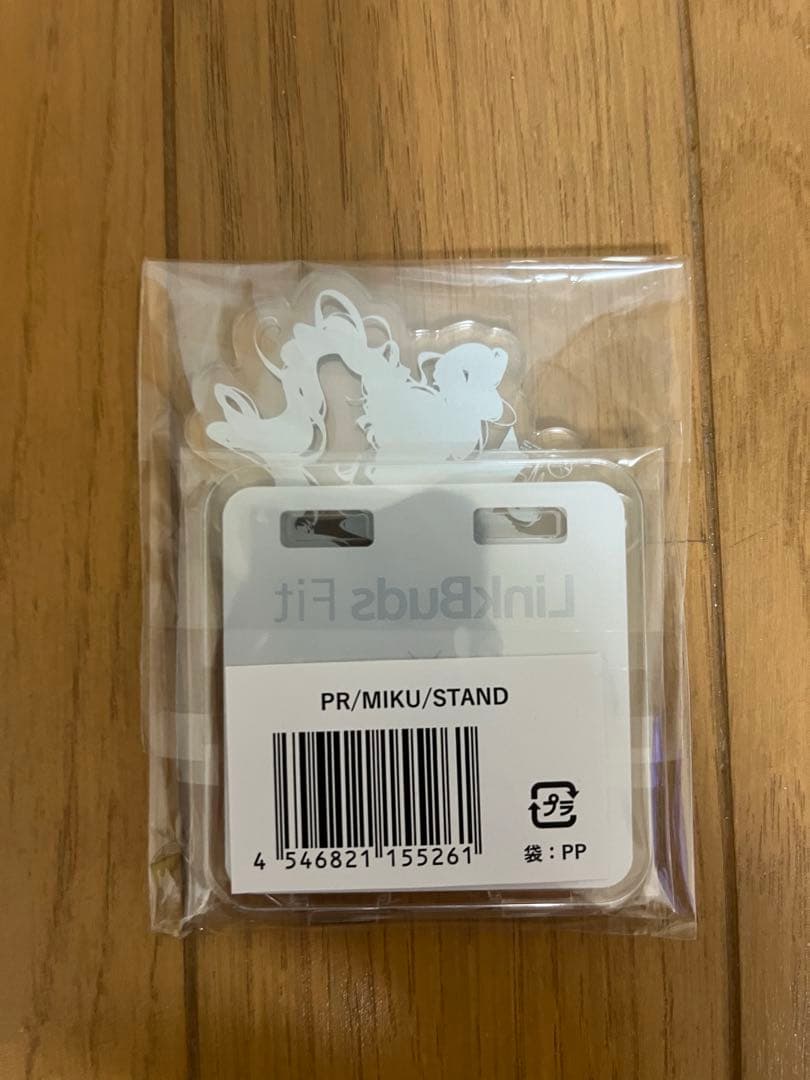 LinkBuds Fit
×
PR/MIKU/STAND
プラ
4 546821 155261
袋：PP